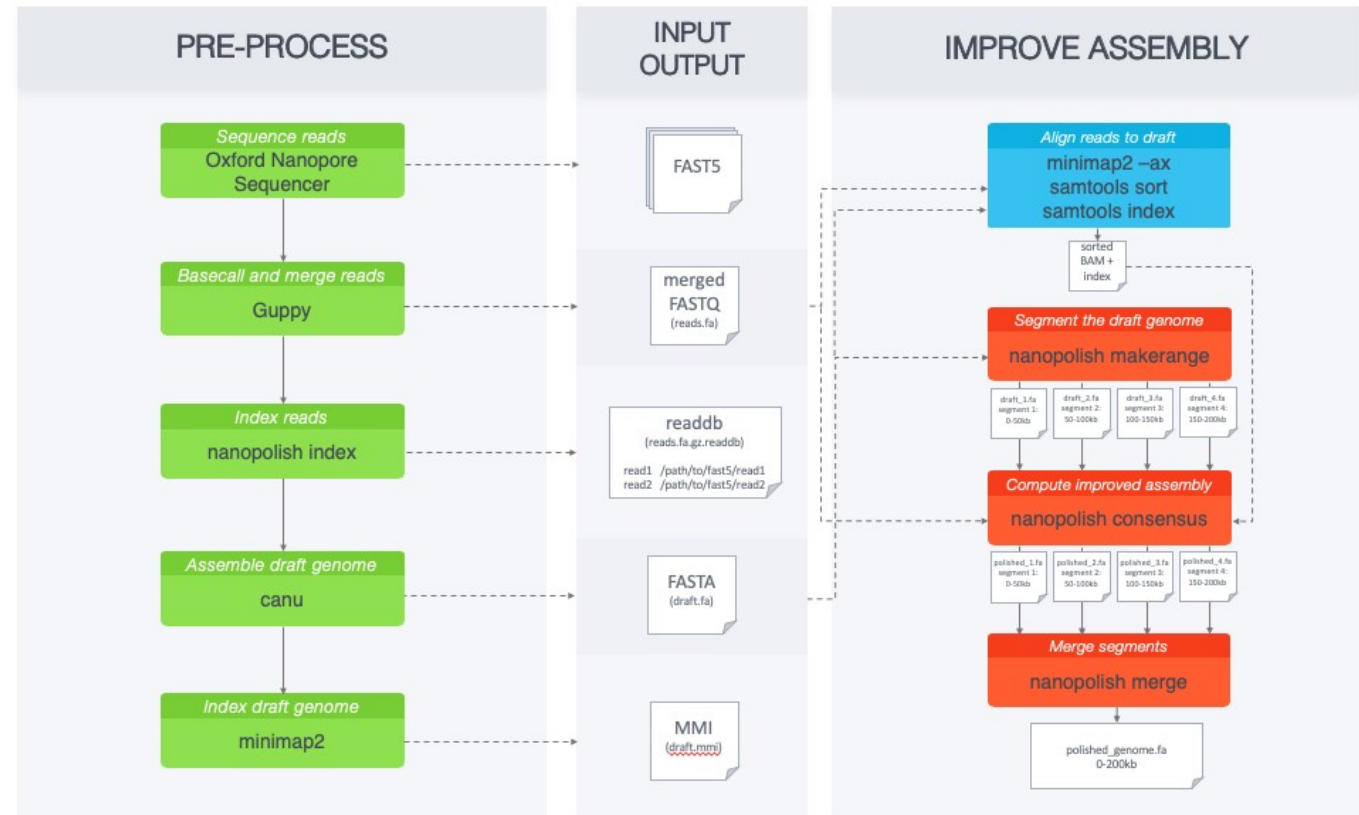 PRE-PROCESS
Sequence reads
Oxford Nanopore
Sequencer
Basecall and merge reads
Guppy
Index reads
nanopolish index
Assemble draft genome
canu
Index draft genome
minimap2
INPUT
OUTPUT
FAST5
merged
FASTQ
(reads.fa)
readdb
(reads.fa.gz.readdb)
read1 /path/to/fast5/read1
read2 /path/to/fast5/read2
FASTA
(draft.fa)
MMI
(draft.mmi)
IMPROVE ASSEMBLY
Align reads to draft
minimap2 –ax
samtools sort
samtools index
sorted
BAM +
index
Segment the draft genome
nanopolish makerange
draft_1.fa
segment 1:
0-50kb
draft_2.fa
segment 2:
50-100kb
draft_3.fa
segment 3:
100-150kb
draft_4.fa
segment 4:
150-200kb
Compute improved assembly
nanopolish consensus
polished_1.fa
segment 1:
0-50kb
polished_2.fa
segment 2:
50-100kb
polished_3.fa
segment 3:
100-150kb
polished_4.fa
segment 4:
150-200kb
Merge segments
nanopolish merge
polished_genome.fa
0-200kb